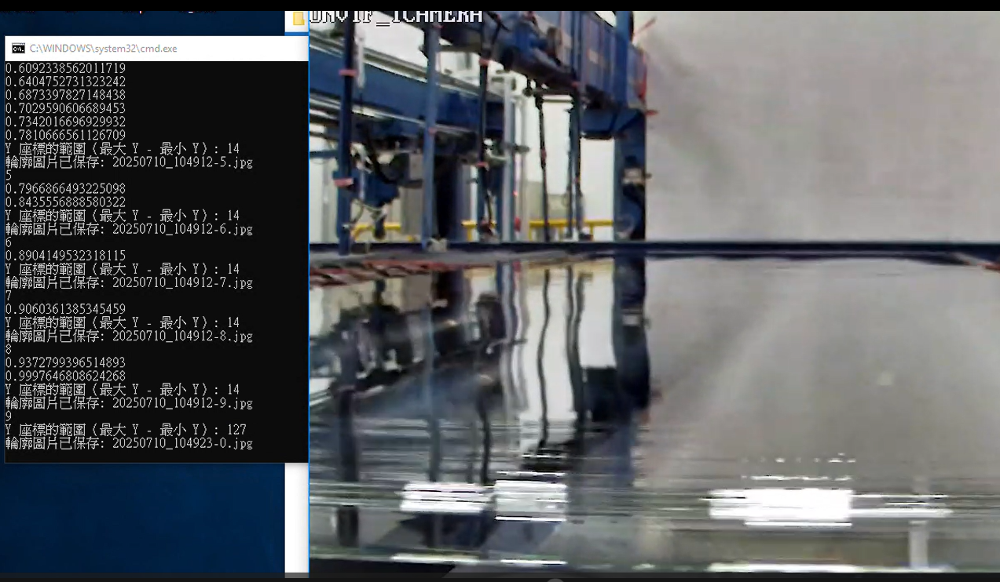 C:\WINDOWS\system32\cmd.exe
0.6092338562011719
0.6404752731323242
0.6873397827148438
0.7029590606689453
0.7342016696929932
0.7810666561126709
Y 座標的範圍 (最大 Y - 最小 Y): 14
輪廓圖片已保存: 20250710_104912-5.jpg
5
0.7966866493225098
0.8435556888580322
Y 座標的範圍 (最大 Y - 最小 Y): 14
輪廓圖片已保存: 20250710_104912-6.jpg
6
0.8904149532318115
Y 座標的範圍 (最大 Y - 最小 Y): 14
輪廓圖片已保存: 20250710_104912-7.jpg
7
0.9060361385345459
Y 座標的範圍 (最大 Y - 最小 Y): 14
輪廓圖片已保存: 20250710_104912-8.jpg
8
0.9372799396514893
0.9997646808624268
Y 座標的範圍 (最大 Y - 最小 Y): 14
輪廓圖片已保存: 20250710_104912-9.jpg
9
Y 座標的範圍 (最大 Y - 最小 Y): 127
輪廓圖片已保存: 20250710_104923-0.jpg
ONVIF_ICAMERA